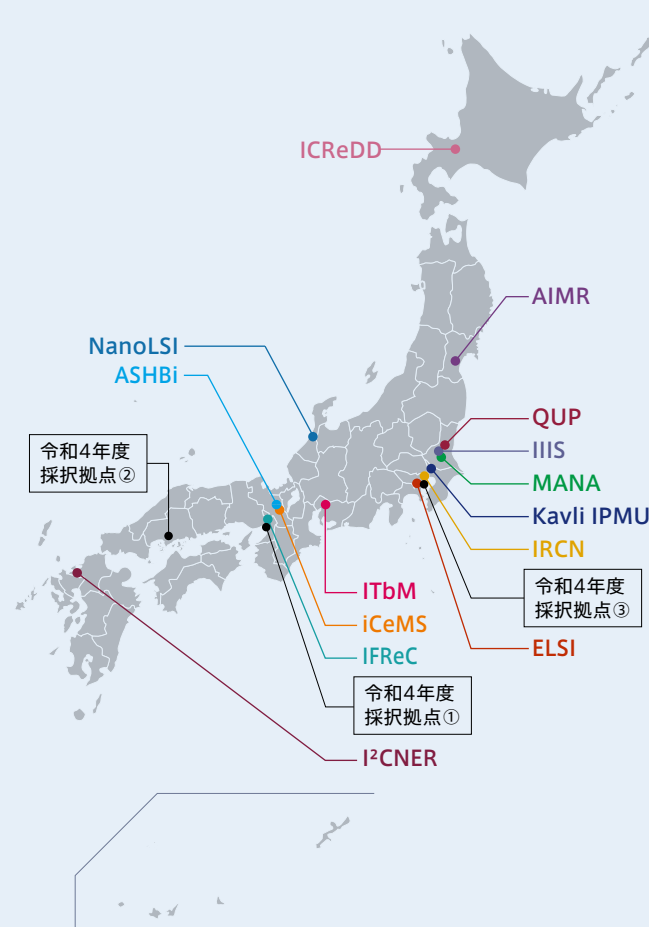 ICReDD
AIMR
NanoLSI
ASHBi
QUP
令和4年度
採択拠点②
IIIS
MANA
Kavli IPMU
IRCN
令和4年度
採択拠点③
ITbM
iCeMS
ELSI
IFReC
令和4年度
採択拠点①
I²CNER